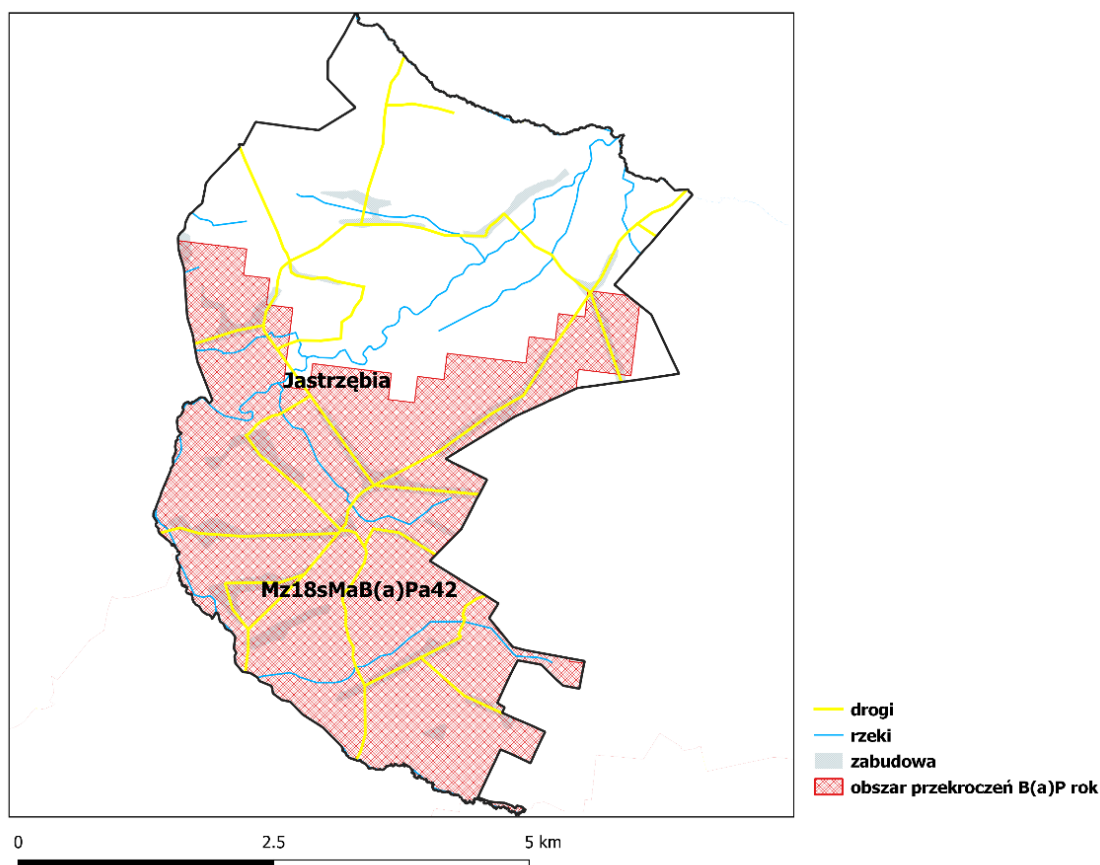 Jastrzębia
Mz18sMaB(a)Pa42
drogi
rzeki
zabudowa
obszar przekroczeń B(a)P rok
0 2.5 5 km